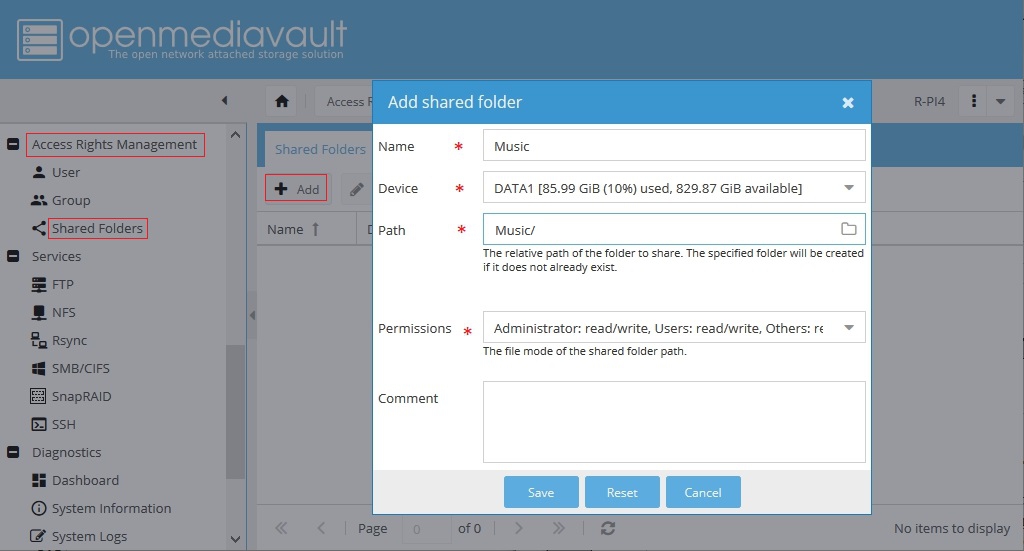 openmediavault
The open network attached storage solution
Add shared folder
Access R
R-PI4
Access Rights Management
User
Group
Shared Folders
Services
FTP
NFS
Rsync
SMB/CIFS
SnapRAID
SSH
Diagnostics
Dashboard
System Information
System Logs
Shared Folders
Add
Name
D
Name *
Music
Device *
DATA1 [85.99 GiB (10%) used, 829.87 GiB available]
Path *
Music/
The relative path of the folder to share. The specified folder will be created
if it does not already exist.
Permissions *
Administrator: read/write, Users: read/write, Others: re
The file mode of the shared folder path.
Comment
Save
Reset
Cancel
Page 0 of 0
No items to display